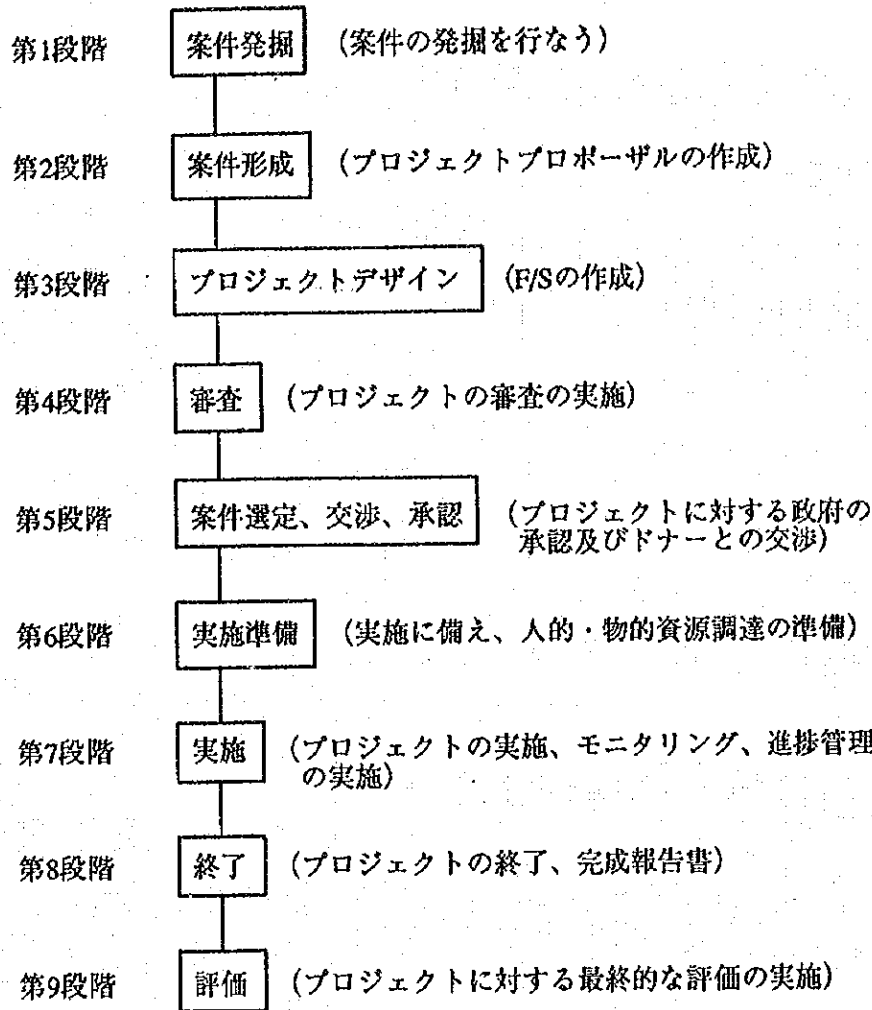 第1段階 案件発掘 (案件の発掘を行なう)
第2段階 案件形成 (プロジェクトプロポーザルの作成)
第3段階 プロジェクトデザイン (F/Sの作成)
第4段階 審査 (プロジェクトの審査の実施)
第5段階 案件選定、交渉、承認 (プロジェクトに対する政府の
承認及びドナーとの交渉)
第6段階 実施準備 (実施に備え、人的・物的資源調達の準備)
第7段階 実施 (プロジェクトの実施、モニタリング、進捗管理
の実施)
第8段階 終了 (プロジェクトの終了、完成報告書)
第9段階 評価 (プロジェクトに対する最終的な評価の実施)